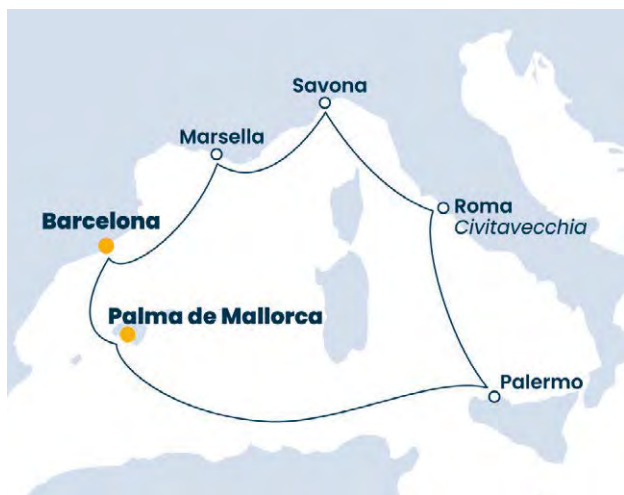 Savona
Marsella
Barcelona
Roma
Civitavecchia
Palma de Mallorca
Palermo